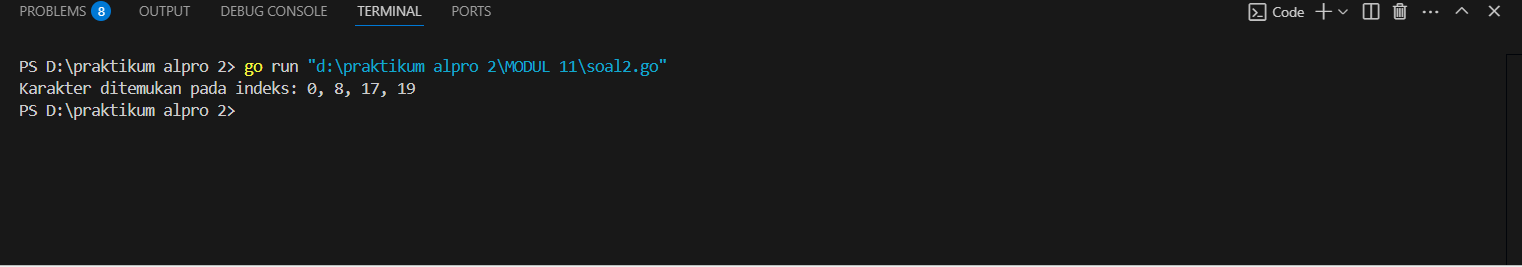 PROBLEMS 8 OUTPUT DEBUG CONSOLE TERMINAL PORTS Code
PS D:\praktikum alpro 2> go run "d:\praktikum alpro 2\MODUL 11\soal2.go"
Karakter ditemukan pada indeks: 0, 8, 17, 19
PS D:\praktikum alpro 2>